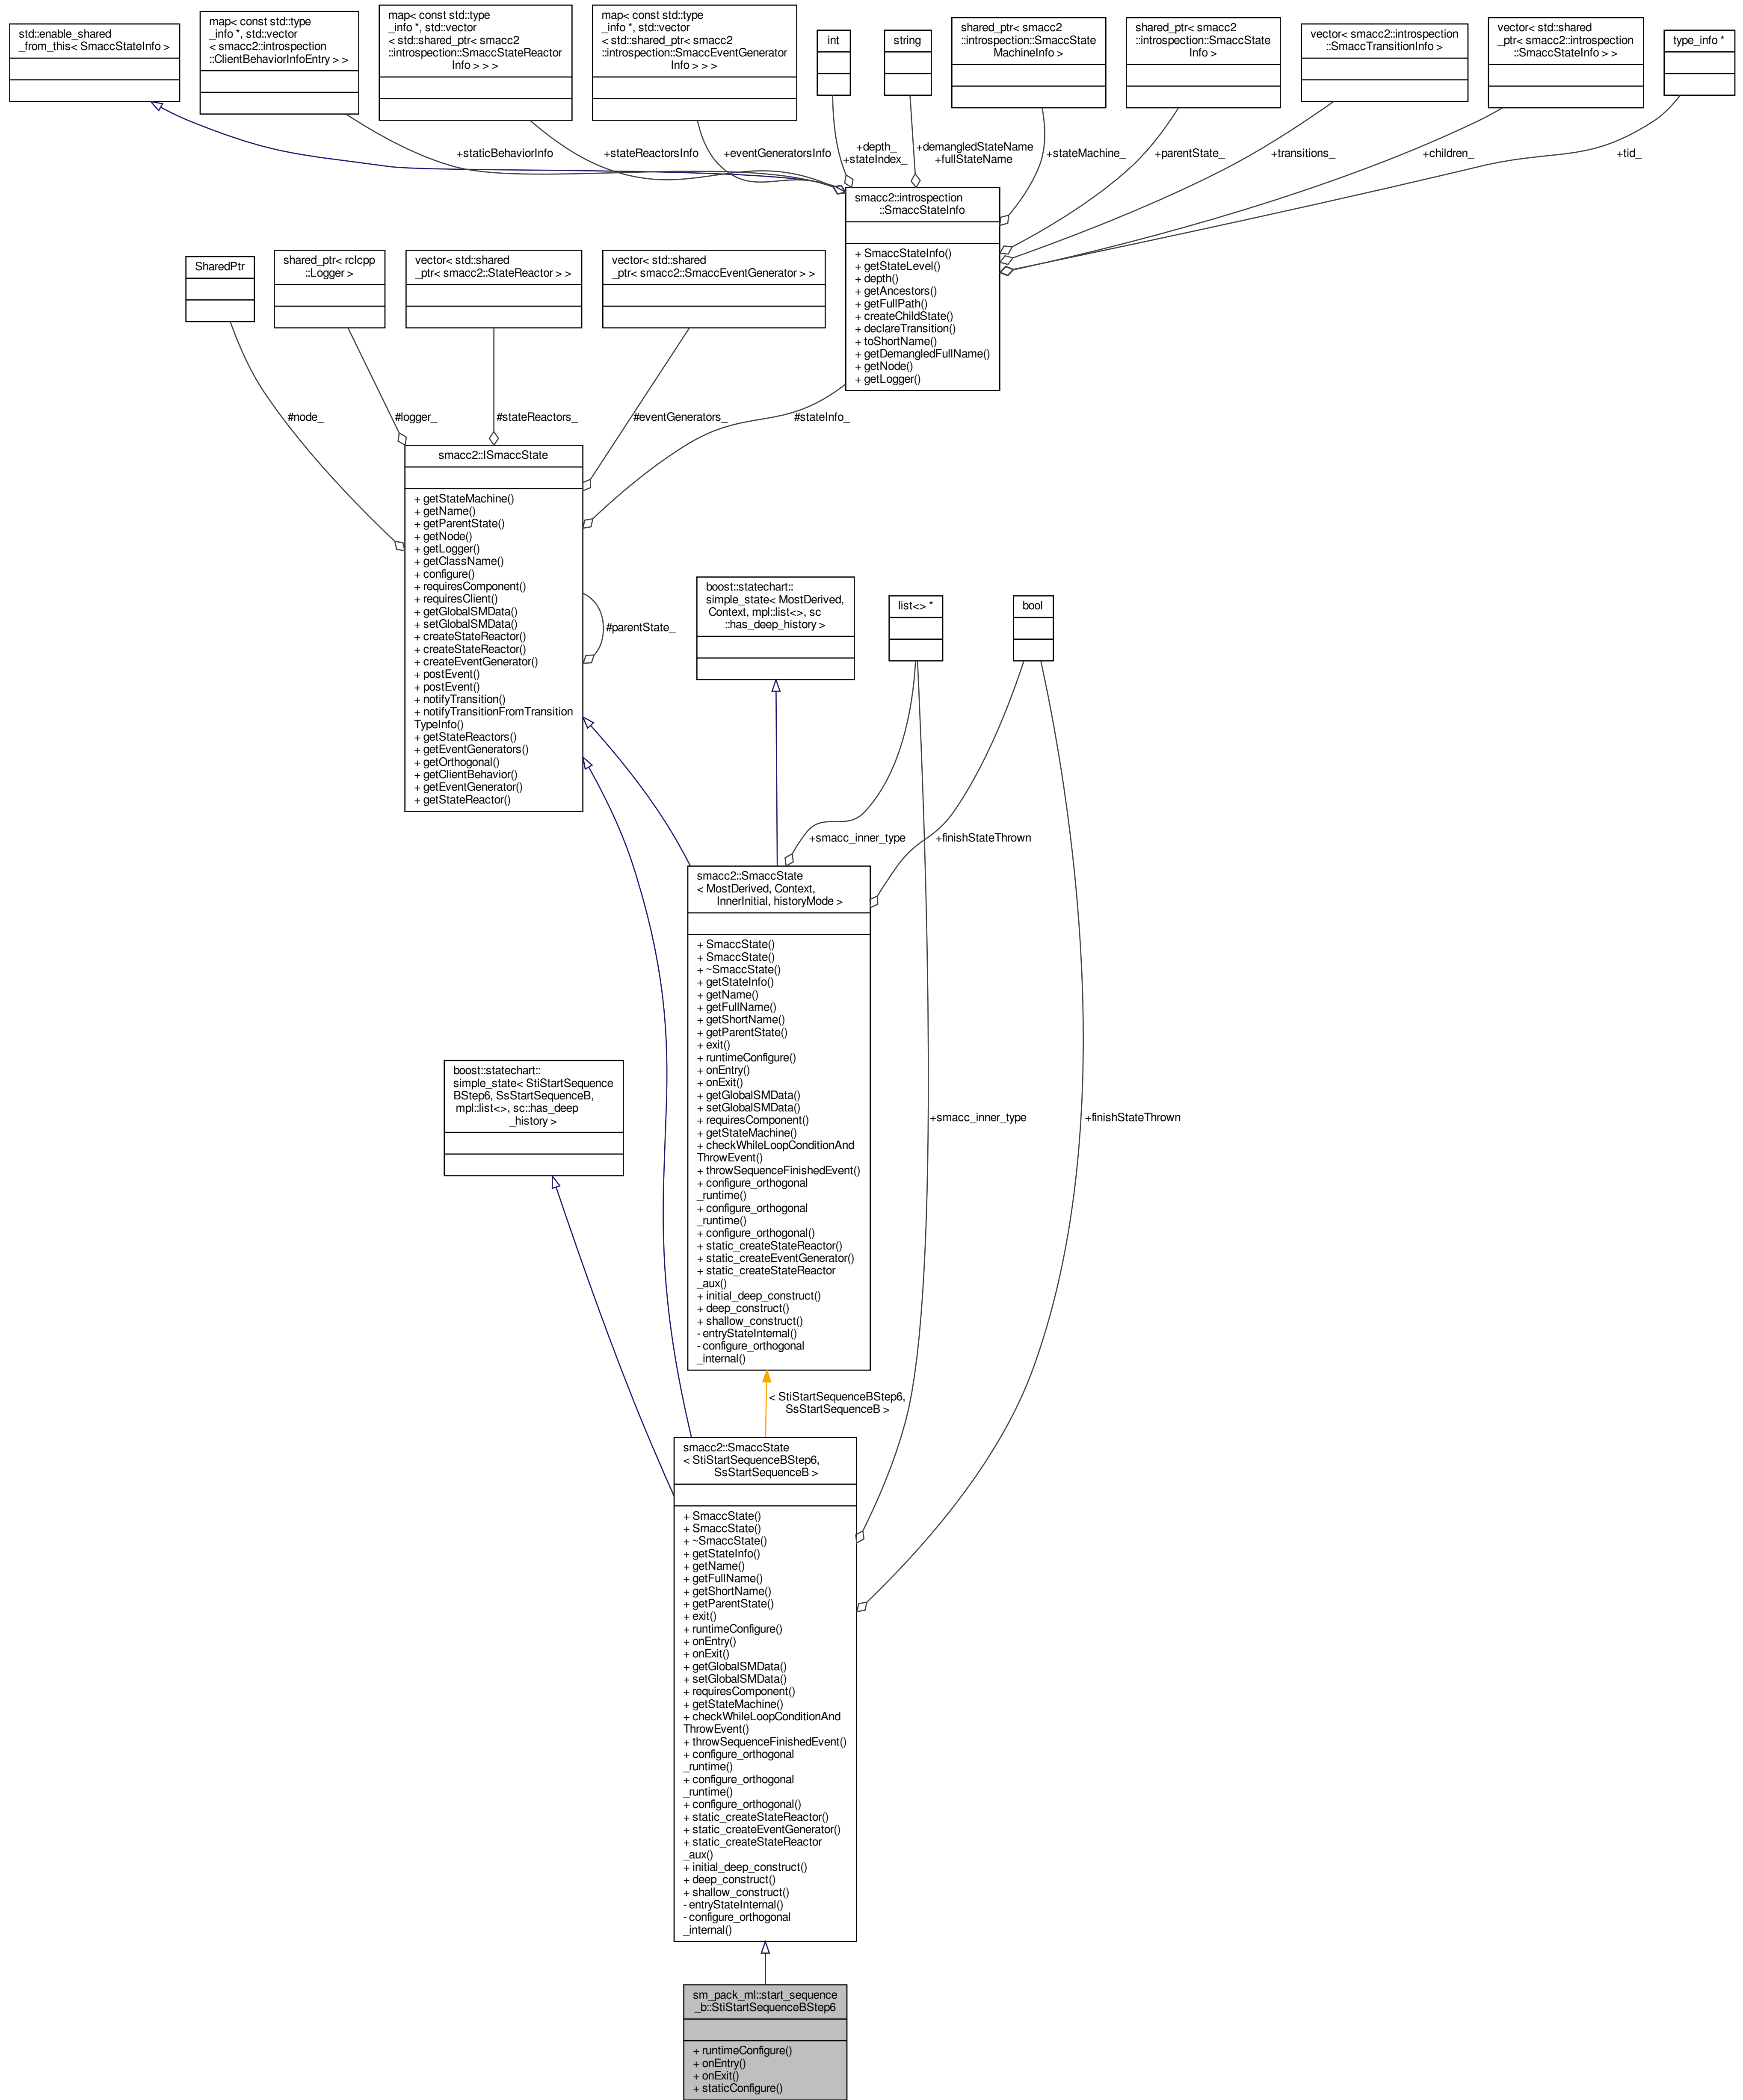 std::enable_shared
_from_this< SmaccStateInfo >
map< const std::type
_info *, std::vector
< smacc2::introspection
::ClientBehaviorInfoEntry > >
map< const std::type
_info *, std::vector
< std::shared_ptr< smacc2
::introspection::SmaccStateReactor
Info > > >
map< const std::type
_info *, std::vector
< std::shared_ptr< smacc2
::introspection::SmaccEventGenerator
Info > > >
int
string
shared_ptr< smacc2
::introspection::SmaccState
MachineInfo >
shared_ptr< smacc2
::introspection::SmaccState
Info >
vector< smacc2::introspection
::SmaccTransitionInfo >
vector< std::shared
_ptr< smacc2::introspection
::SmaccStateInfo > >
type_info *
+staticBehaviorInfo
+stateReactorsInfo
+eventGeneratorsInfo
+depth_
+stateIndex_
+demangledStateName
+fullStateName
+stateMachine_
+parentState_
+transitions_
+children_
+tid_
smacc2::introspection
::SmaccStateInfo
+ SmaccStateInfo()
+ getStateLevel()
+ depth()
+ getAncestors()
+ getFullPath()
+ createChildState()
+ declareTransition()
+ toShortName()
+ getDemangledFullName()
+ getNode()
+ getLogger()
SharedPtr
shared_ptr< rclcpp
::Logger >
vector< std::shared
_ptr< smacc2::StateReactor > >
vector< std::shared
_ptr< smacc2::SmaccEventGenerator > >
#node_
#logger_
#stateReactors_
#eventGenerators_
#stateInfo_
smacc2::ISmaccState
+ getStateMachine()
+ getName()
+ getParentState()
+ getNode()
+ getLogger()
+ getClassName()
+ configure()
+ requiresComponent()
+ requiresClient()
+ getGlobalSMData()
+ setGlobalSMData()
+ createStateReactor()
+ createStateReactor()
+ createEventGenerator()
+ postEvent()
+ postEvent()
+ notifyTransition()
+ notifyTransitionFromTransition
TypeInfo()
+ getStateReactors()
+ getEventGenerators()
+ getOrthogonal()
+ getClientBehavior()
+ getEventGenerator()
+ getStateReactor()
#parentState_
boost::statechart::
simple_state< MostDerived,
Context, mpl::list<>, sc
::has_deep_history >
list<> *
bool
+smacc_inner_type
+finishStateThrown
smacc2::SmaccState
< MostDerived, Context,
InnerInitial, historyMode >
+ SmaccState()
+ SmaccState()
+ ~SmaccState()
+ getStateInfo()
+ getName()
+ getFullName()
+ getShortName()
+ getParentState()
+ exit()
+ runtimeConfigure()
+ onEntry()
+ onExit()
+ getGlobalSMData()
+ setGlobalSMData()
+ requiresComponent()
+ getStateMachine()
+ checkWhileLoopConditionAnd
ThrowEvent()
+ throwSequenceFinishedEvent()
+ configure_orthogonal
_runtime()
+ configure_orthogonal
_runtime()
+ configure_orthogonal()
+ static_createStateReactor()
+ static_createEventGenerator()
+ static_createStateReactor
_aux()
+ initial_deep_construct()
+ deep_construct()
+ shallow_construct()
- entryStateInternal()
- configure_orthogonal
_internal()
boost::statechart::
simple_state< StiStartSequence
BStep6, SsStartSequenceB,
mpl::list<>, sc::has_deep
_history >
+smacc_inner_type
+finishStateThrown
< StiStartSequenceBStep6,
SsStartSequenceB >
smacc2::SmaccState
< StiStartSequenceBStep6,
SsStartSequenceB >
+ SmaccState()
+ SmaccState()
+ ~SmaccState()
+ getStateInfo()
+ getName()
+ getFullName()
+ getShortName()
+ getParentState()
+ exit()
+ runtimeConfigure()
+ onEntry()
+ onExit()
+ getGlobalSMData()
+ setGlobalSMData()
+ requiresComponent()
+ getStateMachine()
+ checkWhileLoopConditionAnd
ThrowEvent()
+ throwSequenceFinishedEvent()
+ configure_orthogonal
_runtime()
+ configure_orthogonal
_runtime()
+ configure_orthogonal()
+ static_createStateReactor()
+ static_createEventGenerator()
+ static_createStateReactor
_aux()
+ initial_deep_construct()
+ deep_construct()
+ shallow_construct()
- entryStateInternal()
- configure_orthogonal
_internal()
sm_pack_ml::start_sequence
_b::StiStartSequenceBStep6
+ runtimeConfigure()
+ onEntry()
+ onExit()
+ staticConfigure()